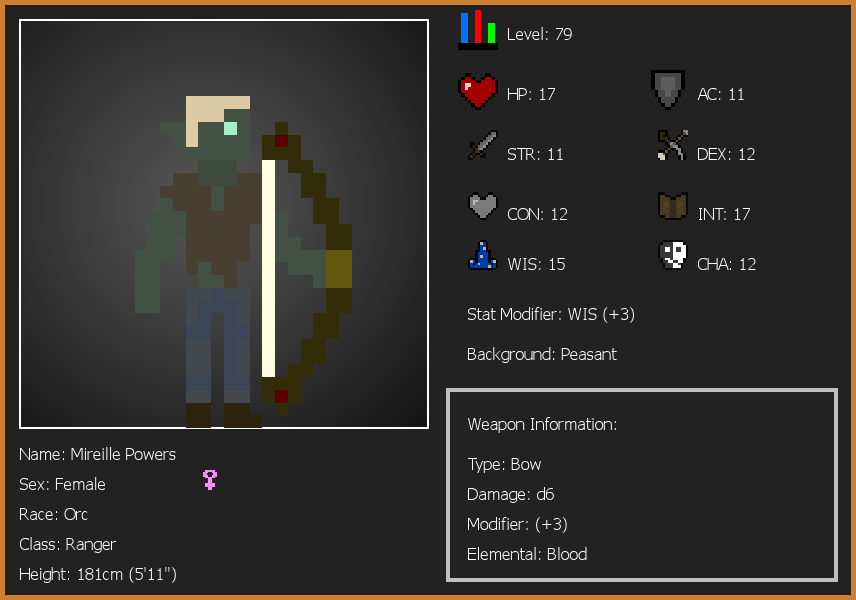 Level: 79
HP: 17
AC: 11
STR: 11
DEX: 12
CON: 12
INT: 17
WIS: 15
CHA: 12
Stat Modifier: WIS (+3)
Background: Peasant
Name: Mireille Powers
Sex: Female
Race: Orc
Class: Ranger
Height: 181cm (5'11")
Weapon Information:
Type: Bow
Damage: d6
Modifier: (+3)
Elemental: Blood